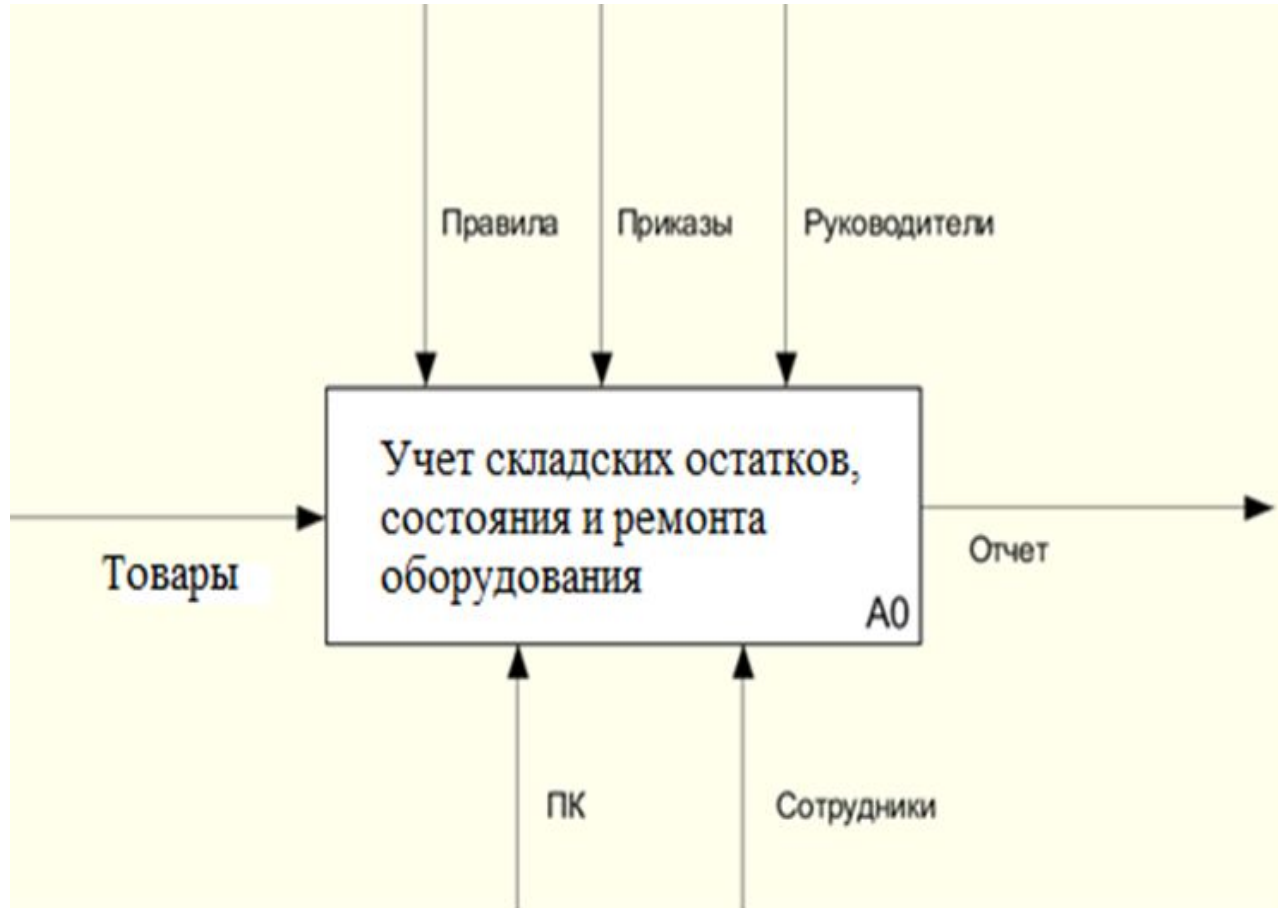 Правила
Приказы
Руководители
Учет складских остатков,
состояния и ремонта
оборудования
A0
Товары
Отчет
ПК
Сотрудники